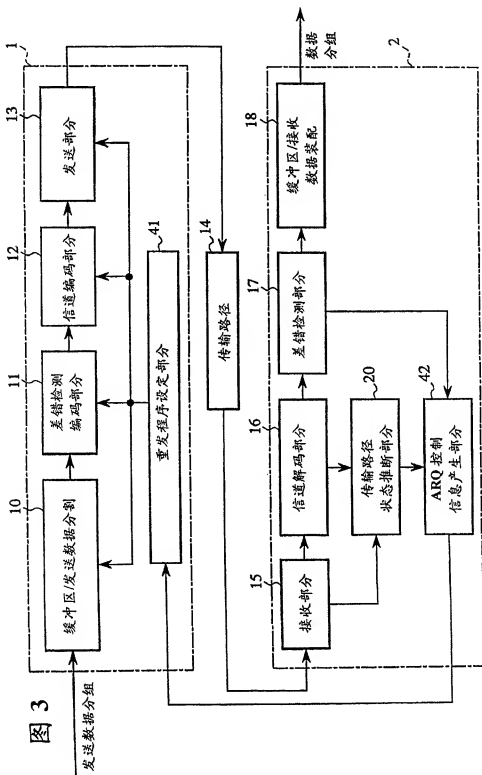 图 3
发送数据分组
1
10
缓冲区/发送数据分割
11
差错检测
编码部分
12
信道编码部分
13
发送部分
41
重发程序设定部分
14
传输路径
2
15
接收部分
16
信道解码部分
17
差错检测部分
18
缓冲区/接收
数据装配
数据
分组
20
传输路径
状态推断部分
42
ARQ 控制
信息产生部分